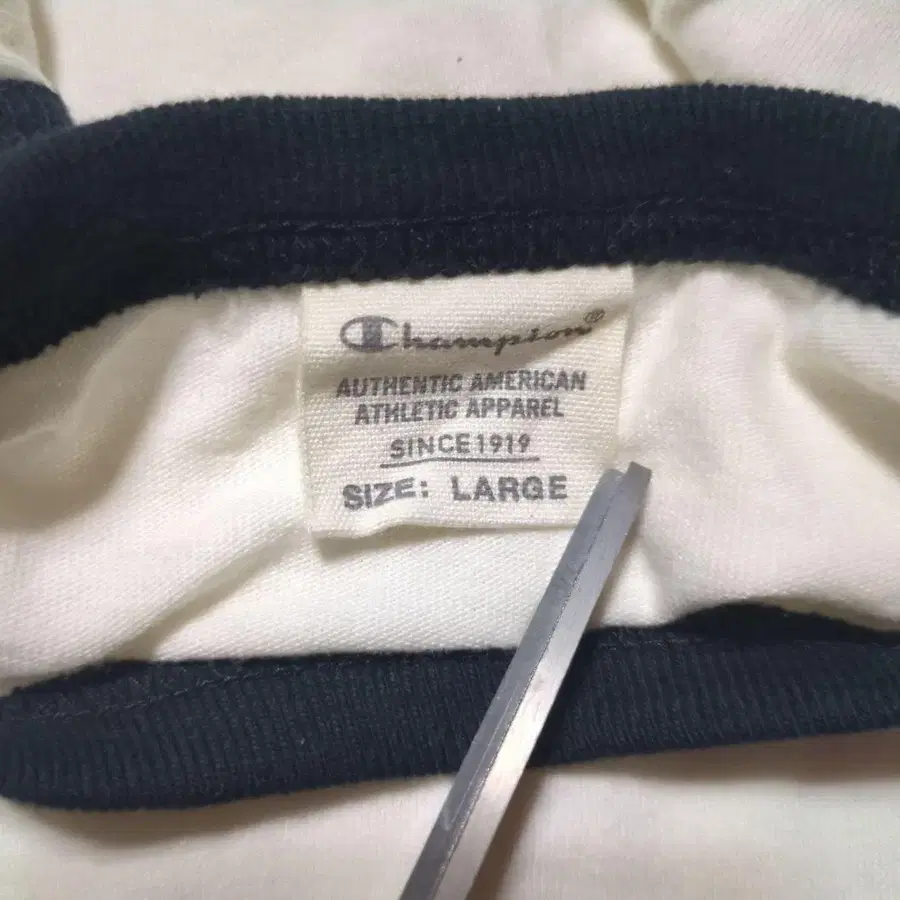 Champion®
AUTHENTIC AMERICAN
ATHLETIC APPAREL
SINCE 1919
SIZE: LARGE